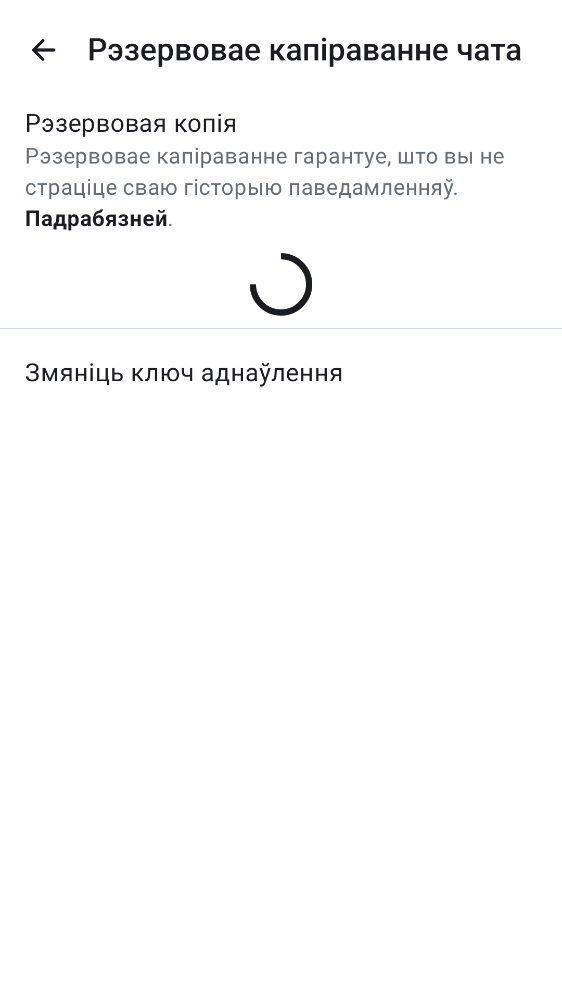 Рэзервовае капіраванне чата
Рэзервовая копія
Рэзервовае капіраванне гарантуе, што вы не
страціце сваю гісторыю паведамленняў.
Падрабязней.
Змяніць ключ аднаўлення